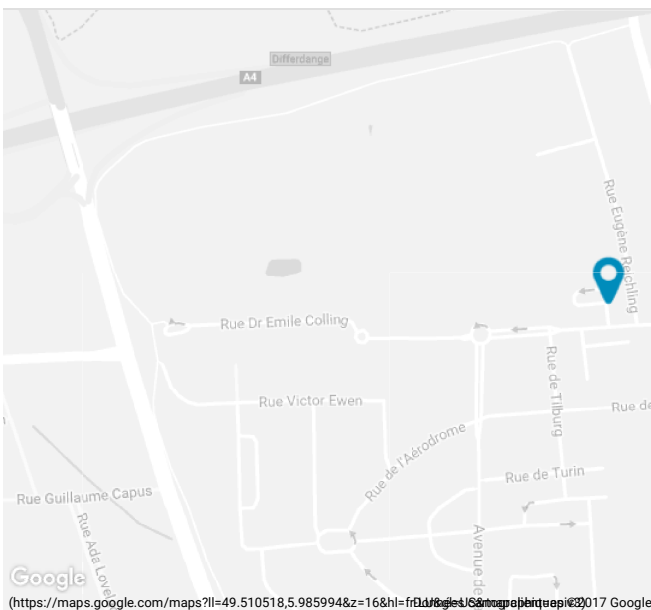 Differdange
A4
Rue Eugène Reichling
Rue Dr Emile Colling
Rue de Tilburg
Rue Victor Ewen
Rue de
Rue de l'Aérodrome
Rue de Turin
Rue Guillaume Capus
Rue Ada Lovel
Avenue de
Google
(https://maps.google.com/maps?ll=49.510518,5.985994&z=16&hl=fr 2017 Google